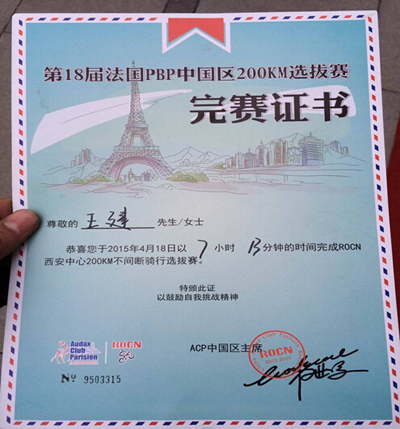 第18届法国PBP中国区200KM选拔赛
完赛证书
尊敬的 王建 先生/女士
恭喜您于2015年4月18日以 7 小时 13 分钟的时间完成ROCN
西安中心200KM不间断骑行选拔赛。
特颁此证
以鼓励自我挑战精神
Audax
Club
Parisien
ROCN
ACP中国区主席
ROCN
Nº 9503315